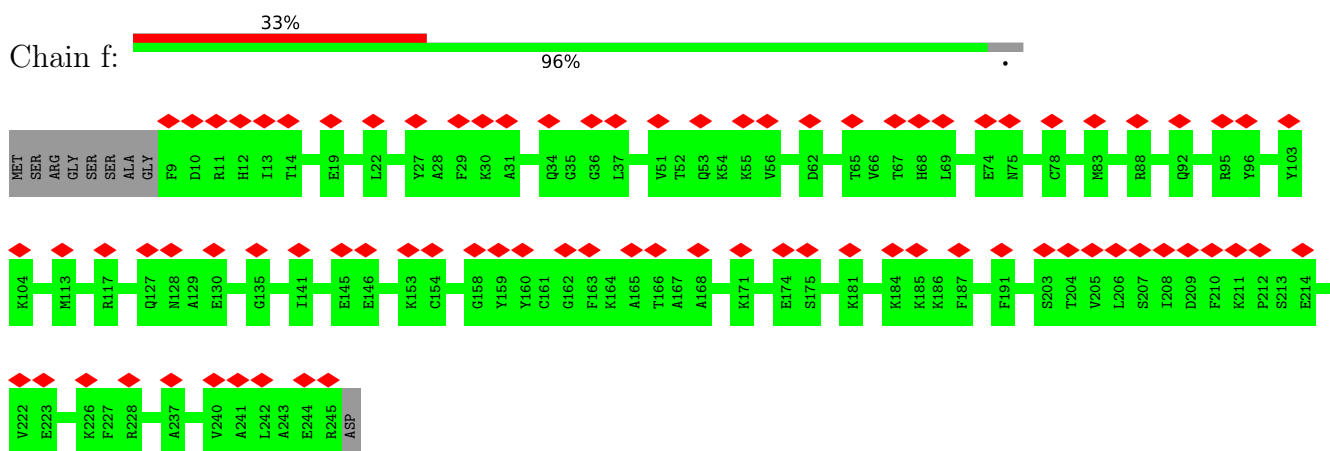 33%
Chain f:
96%
.
MET SER ARG GLY SER SER ALA GLY F9 D10 R11 H12 I13 T14 E19 L22 Y27 A28 F29 K30 A31 Q34 G35 G36 L37 V51 T52 Q53 K54 K55 V56 D62 T65 V66 T67 H68 L69 E74 N75 C78 M83 R88 Q92 R95 Y96 Y103
K104 M113 R117 Q127 N128 A129 E130 G135 I141 E145 E146 K153 C154 G158 Y159 Y160 C161 G162 F163 K164 A165 T166 A167 A168 K171 E174 S175 K181 K184 K185 K186 F187 F191 S203 T204 V205 L206 S207 I208 D209 F210 K211 P212 S213 E214
V222 E223 K226 F227 R228 A237 V240 A241 L242 A243 E244 R245 ASP